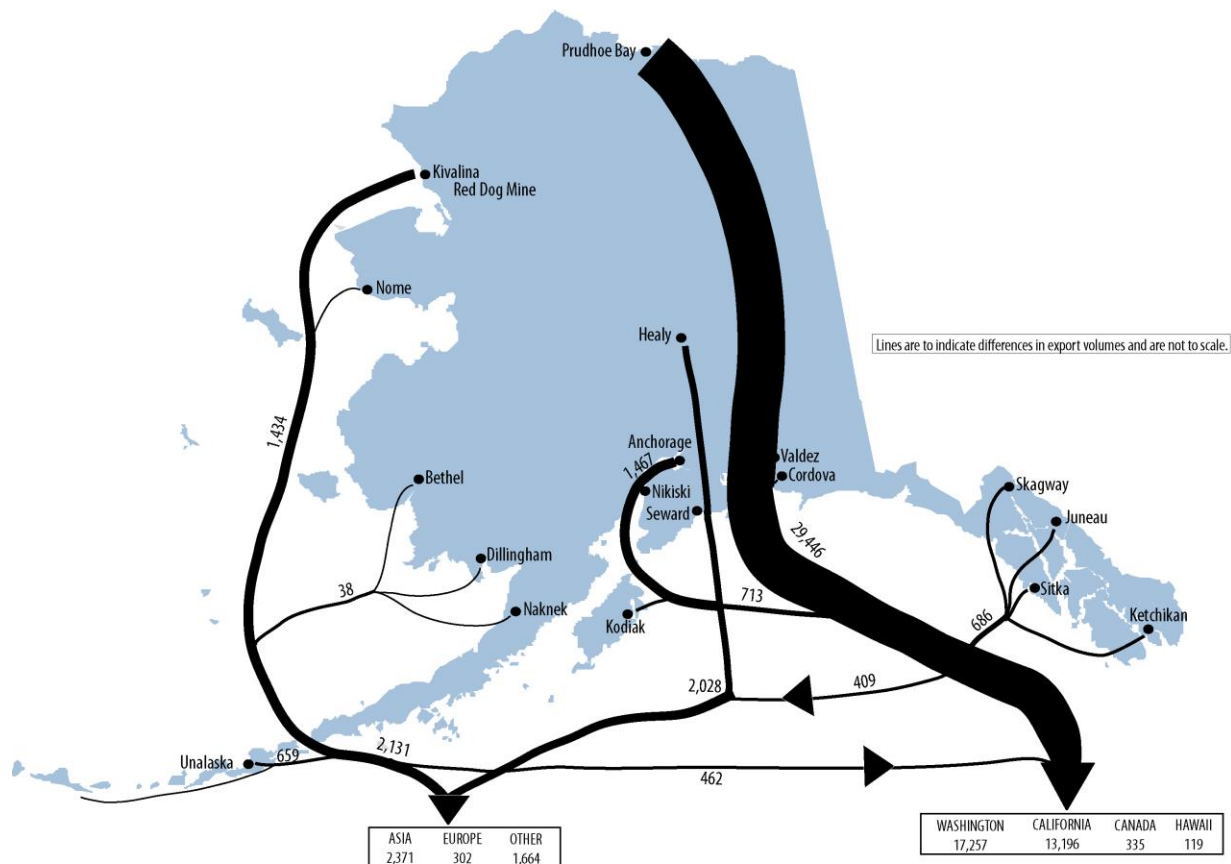 Prudhoe Bay
Kivalina
Red Dog Mine
Nome
Healy
Lines are to indicate differences in export volumes and are not to scale.
1,434
Anchorage
1,467
Valdez
Cordova
Nikiski
Seward
Bethel
Skagway
Juneau
29,446
Dillingham
38
Naknek
Kodiak
713
Sitka
686
Ketchikan
2,028
409
Unalaska
659
2,131
462
ASIA EUROPE OTHER
2,371 302 1,664
WASHINGTON CALIFORNIA CANADA HAWAII
17,257 13,196 335 119